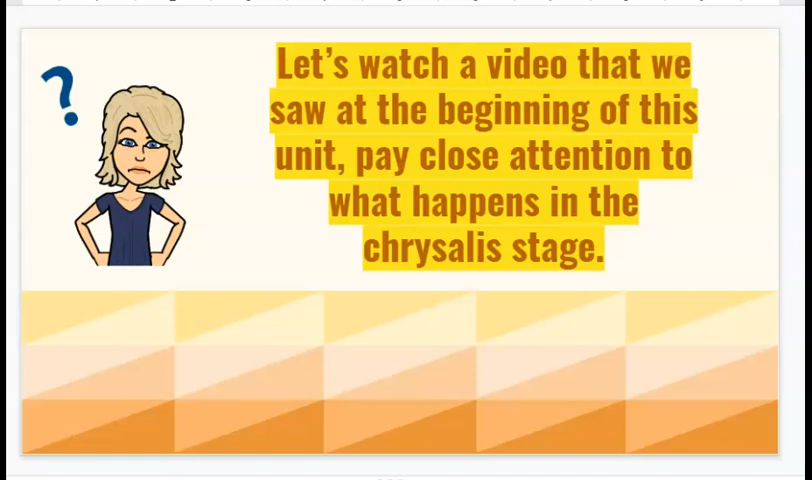 ?
Let’s watch a video that we
saw at the beginning of this
unit, pay close attention to
what happens in the
chrysalis stage.